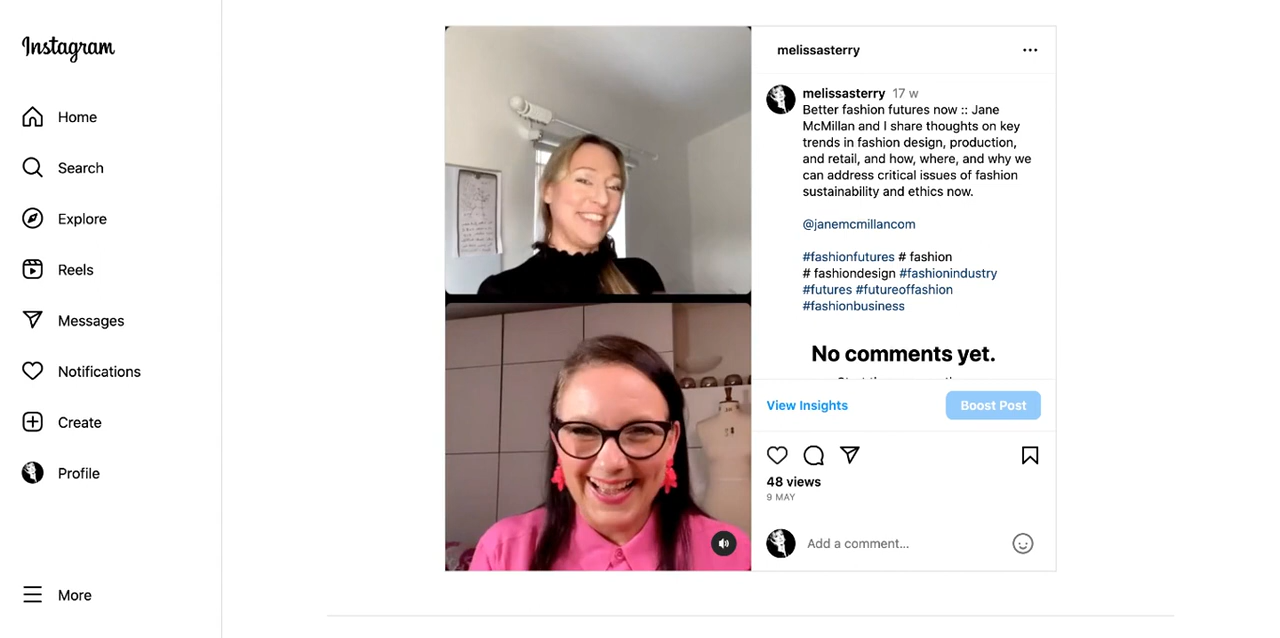 Instagram
Home
Search
Explore
Reels
Messages
Notifications
Create
Profile
More
melissasterry
melissasterry 17 w
Better fashion futures now :: Jane
McMillan and I share thoughts on key
trends in fashion design, production,
and retail, and how, where, and why we
can address critical issues of fashion
sustainability and ethics now.
@janemcmillancom
#fashionfutures # fashion
# fashiondesign #fashionindustry
#futures #futureoffashion
#fashionbusiness
No comments yet.
View Insights
Boost Post
48 views
9 MAY
Add a comment...